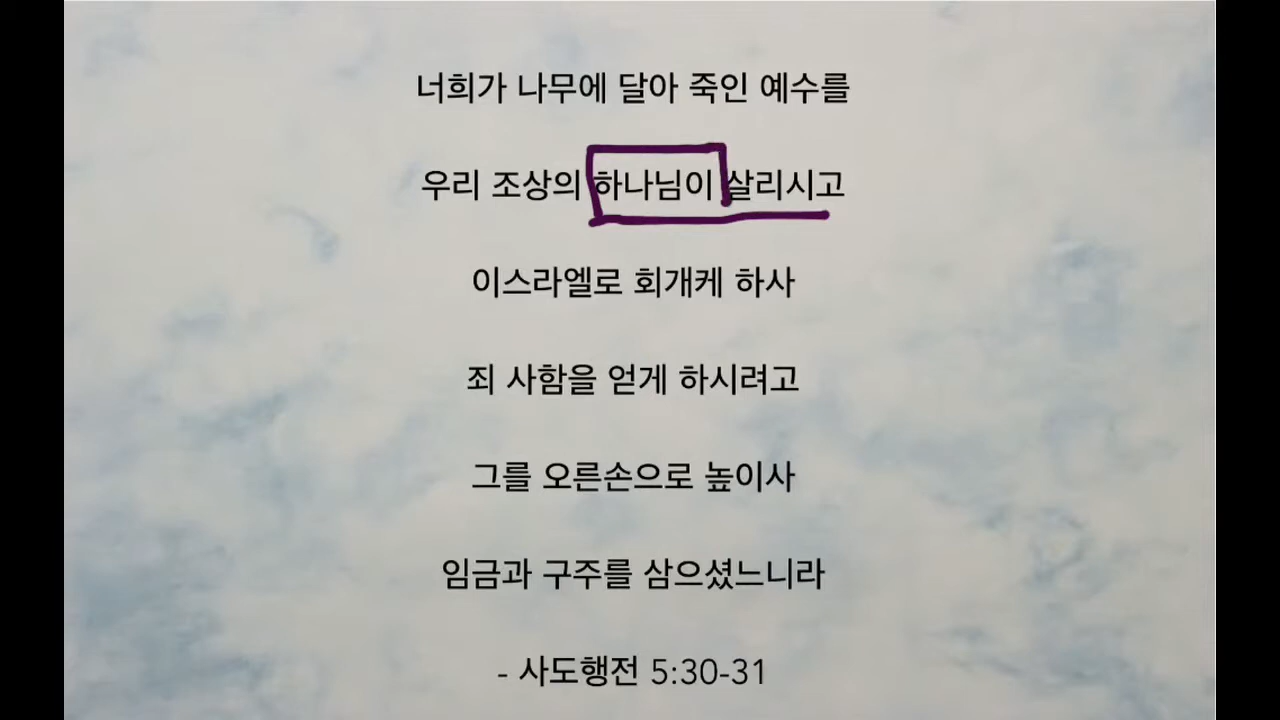 너희가 나무에 달아 죽인 예수를
우리 조상의 하나님이 살리시고
이스라엘로 회개케 하사
죄 사함을 얻게 하시려고
그를 오른손으로 높이사
임금과 구주를 삼으셨느니라
- 사도행전 5:30-31